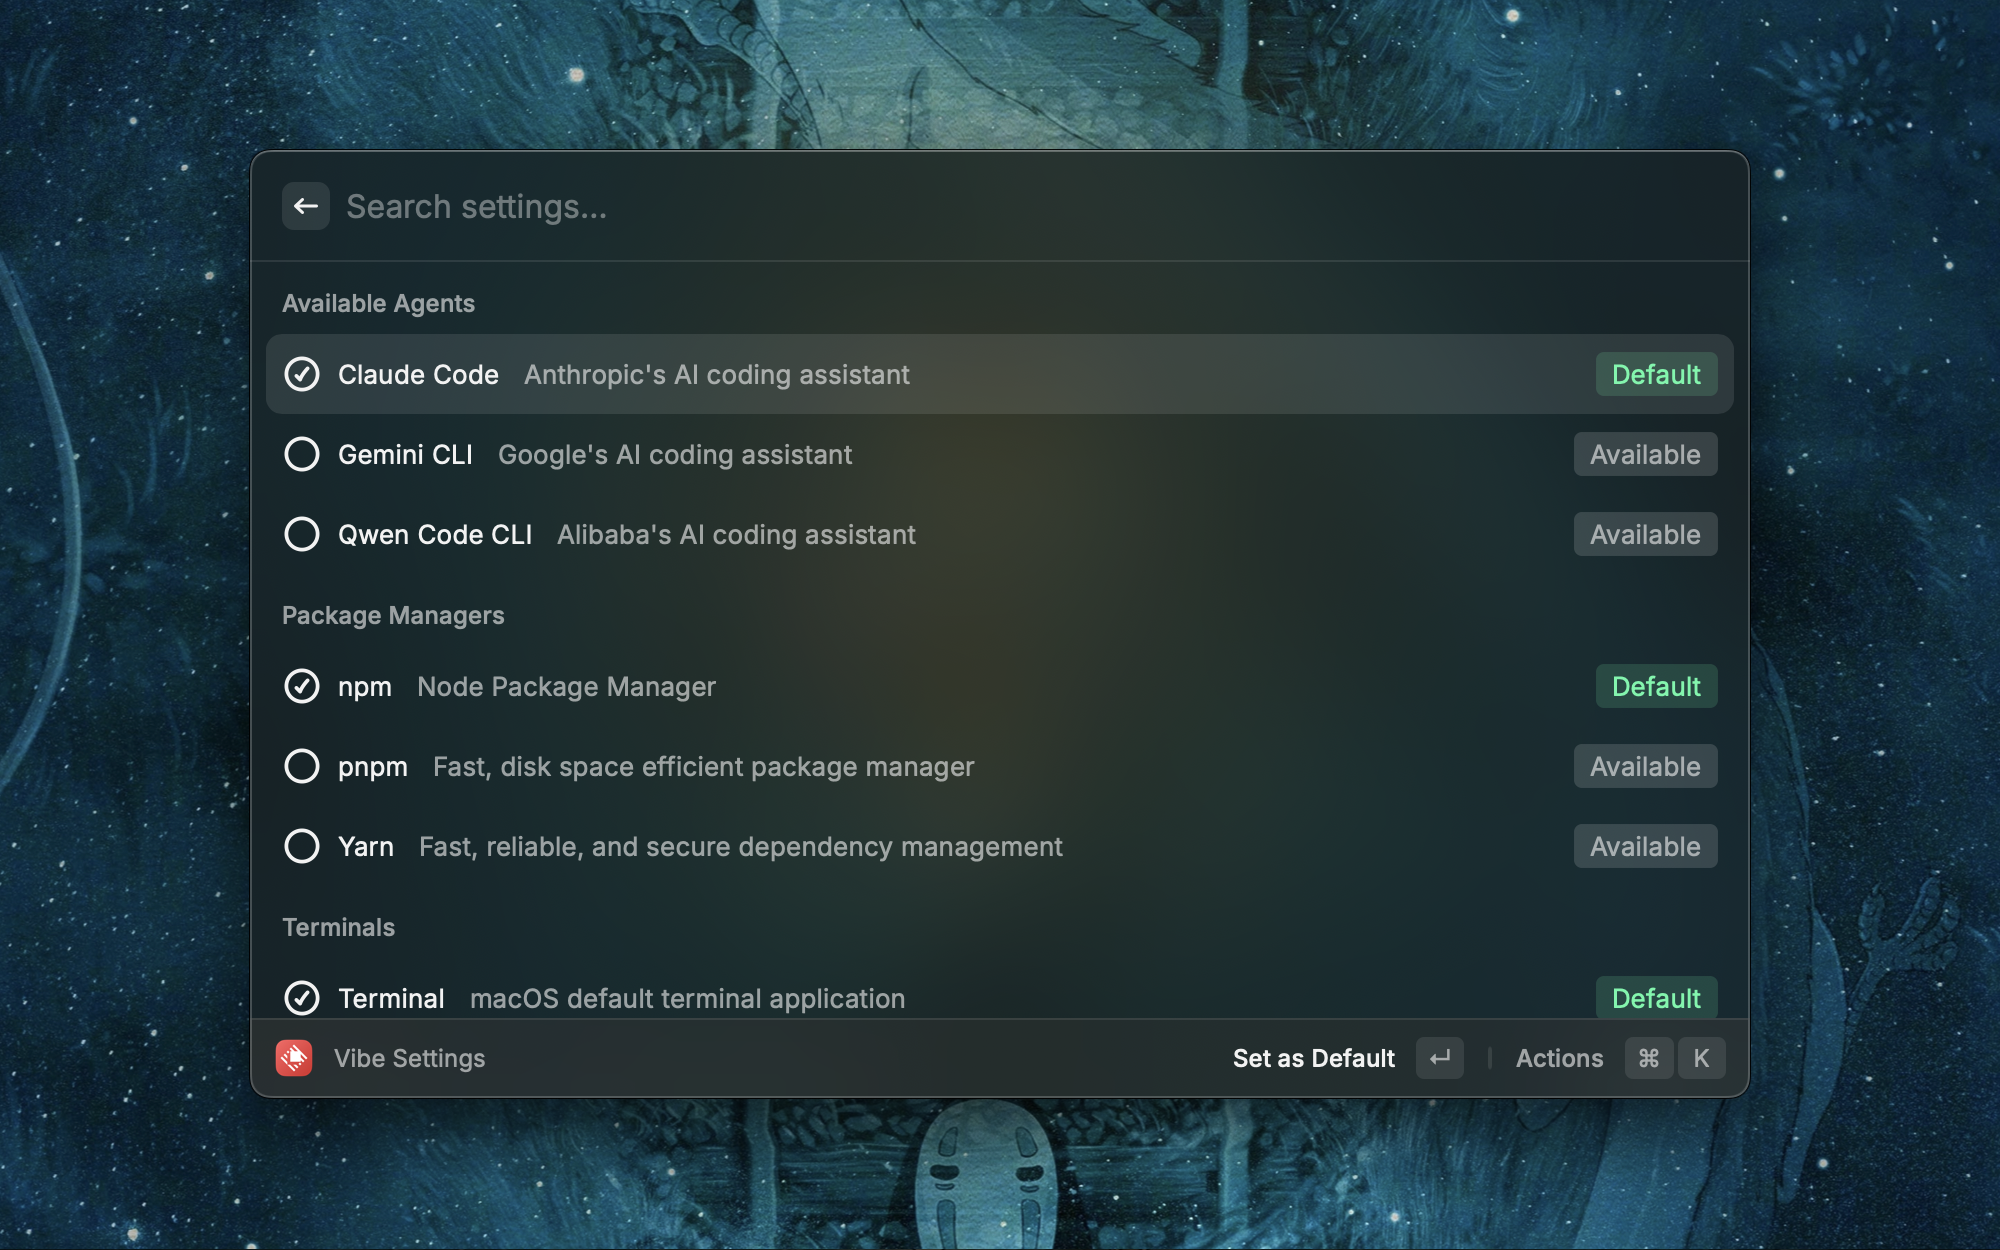 Search settings...
Available Agents
Claude Code Anthropic's AI coding assistant Default
Gemini CLI Google's AI coding assistant Available
Qwen Code CLI Alibaba's AI coding assistant Available
Package Managers
npm Node Package Manager Default
pnpm Fast, disk space efficient package manager Available
Yarn Fast, reliable, and secure dependency management Available
Terminals
Terminal macOS default terminal application Default
Vibe Settings Set as Default ↵ Actions ⌘ K